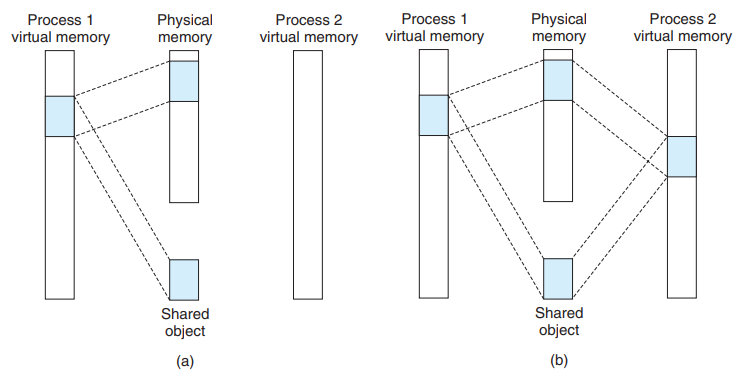 Process 1
virtual memory
Physical
memory
Process 2
virtual memory
Shared
object
(a)
Process 1
virtual memory
Physical
memory
Process 2
virtual memory
Shared
object
(b)